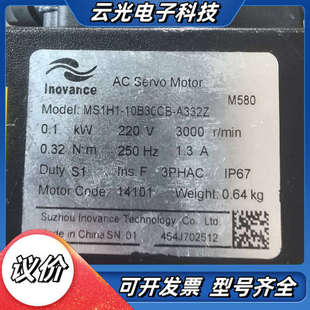 云光电子科技
Inovance
AC Servo Motor
M580
Model: MS1H1-10B30CB-A332Z
0.1 kW 220 V 3000 r/min
0.32 N·m 250 Hz 1.3 A
Duty S1 Ins F 3PHAC IP67
Motor Code: 14101 Weight: 0.64 kg
Suzhou Inovance Technology Co. Ltd
Made in China SN: 01 454J702512
议价
可开发票 型号齐全